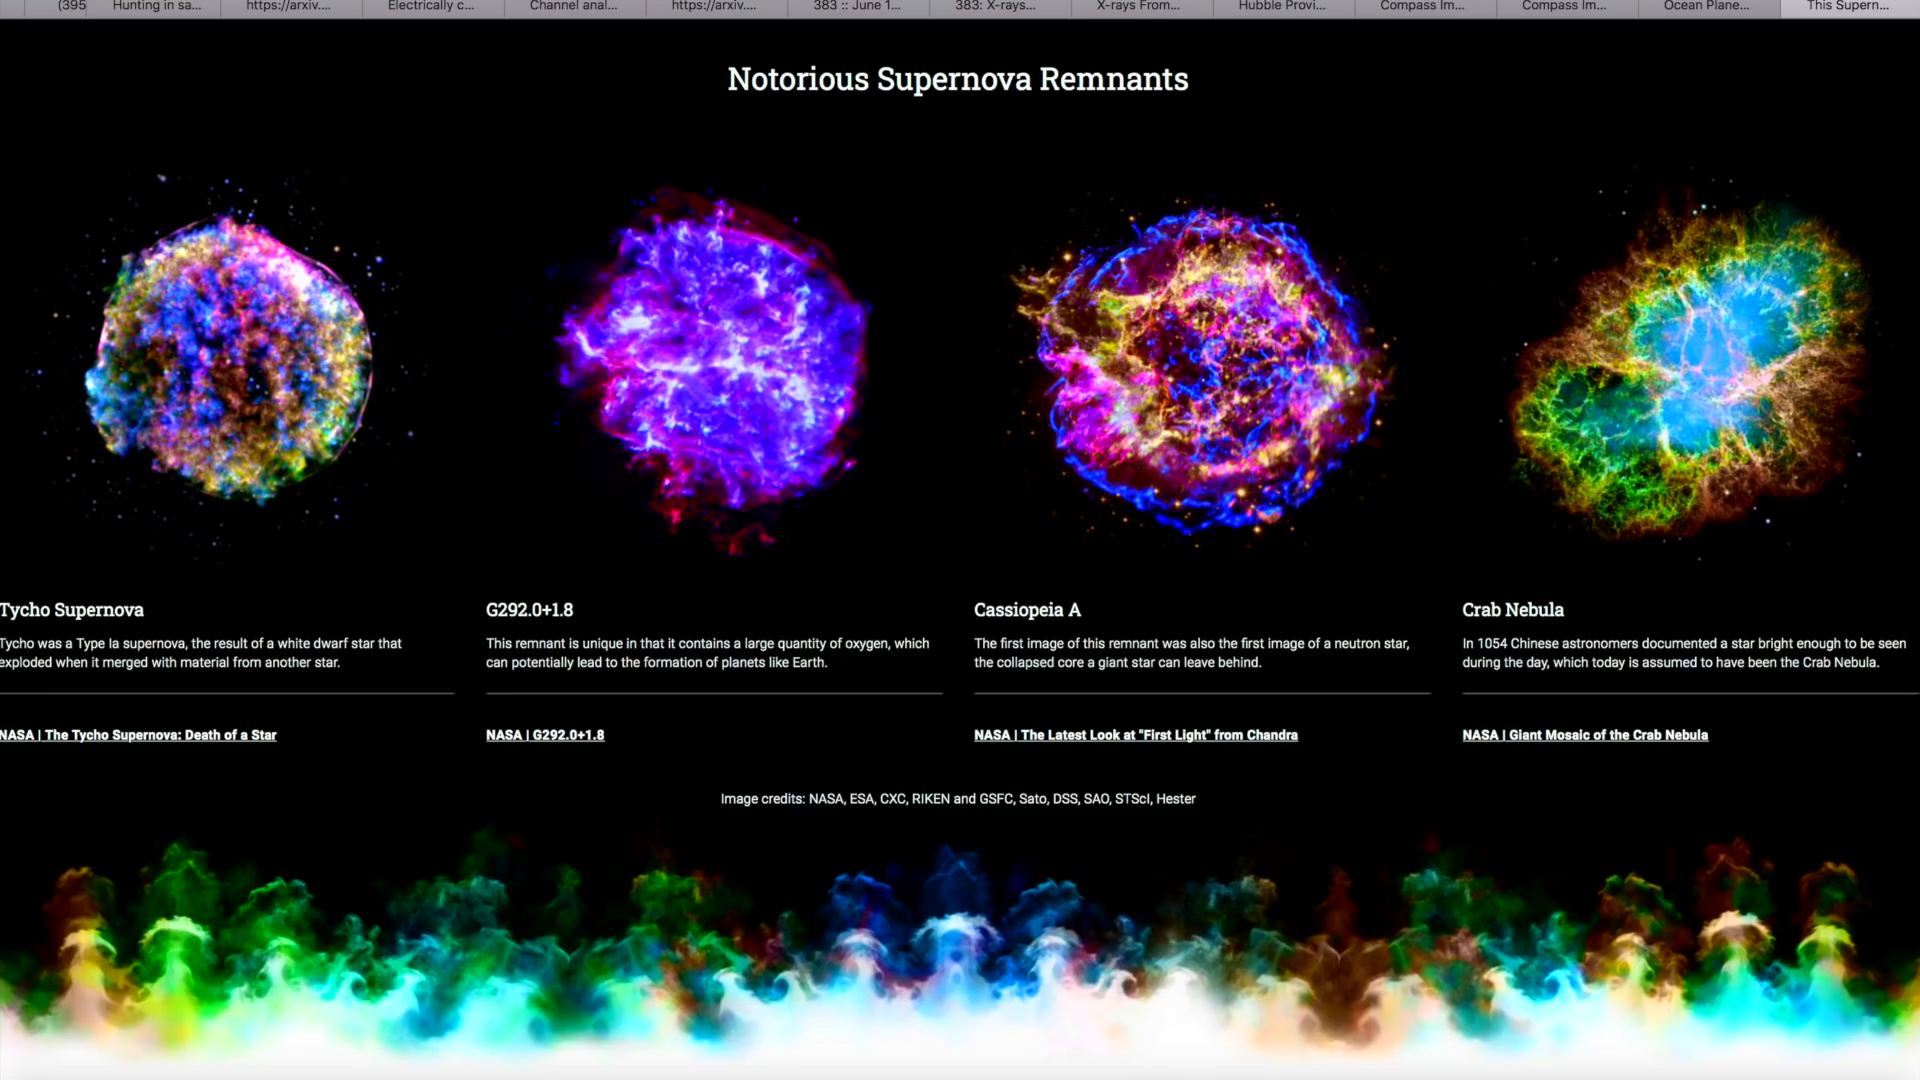 (395
Hunting in sa...
https://arxiv....
Electrically c...
Channel anal...
https://arxiv....
383 :: June 1...
383: X-rays...
X-rays From...
Hubble Provi...
Compass Im...
Compass Im...
Ocean Plane...
This Supern...
Notorious Supernova Remnants
Tycho Supernova
Tycho was a Type Ia supernova, the result of a white dwarf star that
exploded when it merged with material from another star.
NASA | The Tycho Supernova: Death of a Star
G292.0+1.8
This remnant is unique in that it contains a large quantity of oxygen, which
can potentially lead to the formation of planets like Earth.
NASA | G292.0+1.8
Cassiopeia A
The first image of this remnant was also the first image of a neutron star,
the collapsed core a giant star can leave behind.
NASA | The Latest Look at "First Light" from Chandra
Crab Nebula
In 1054 Chinese astronomers documented a star bright enough to be seen
during the day, which today is assumed to have been the Crab Nebula.
NASA | Giant Mosaic of the Crab Nebula
Image credits: NASA, ESA, CXC, RIKEN and GSFC, Sato, DSS, SAO, STScI, Hester